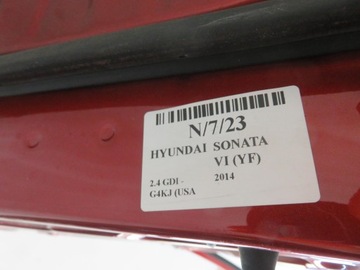 N/7/23
HYUNDAI SONATA
VI (YF)
2.4 GDI - 2014
G4KJ (USA